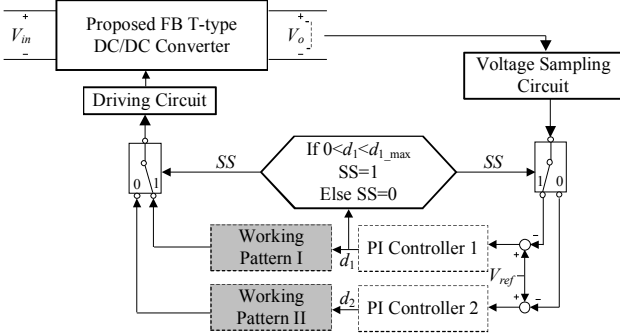 +
V_in
−
Proposed FB T-type
DC/DC Converter
+
V_o
−
Voltage Sampling
Circuit
Driving Circuit
If 0<d_1<d_1_max
SS=1
Else SS=0
SS
SS
0
1
1
0
Working
Pattern I
d_1
PI Controller 1
−
+
V_ref
Working
Pattern II
d_2
PI Controller 2
+
−